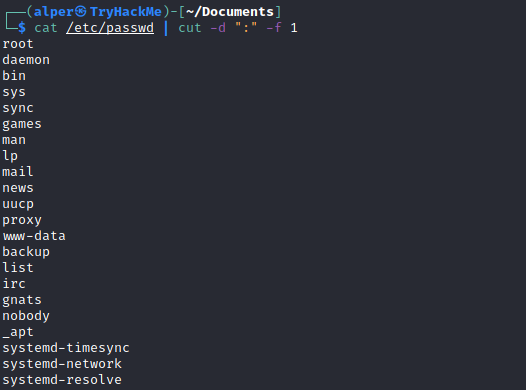 ┌──(alper㉿TryHackMe)-[~/Documents]
└─$ cat /etc/passwd | cut -d ":" -f 1
root
daemon
bin
sys
sync
games
man
lp
mail
news
uucp
proxy
www-data
backup
list
irc
gnats
nobody
_apt
systemd-timesync
systemd-network
systemd-resolve